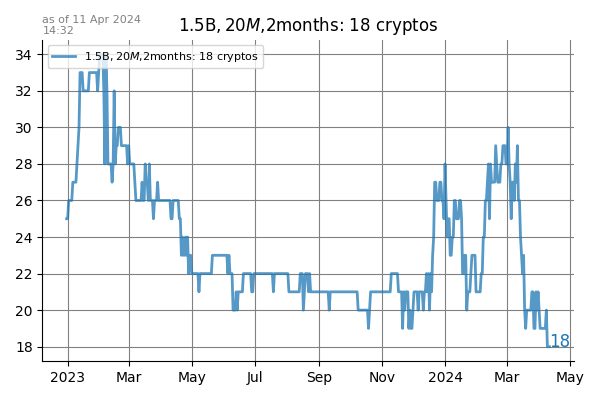 as of 11 Apr 2024
14:32
1.5B, 20M,2months: 18 cryptos
1.5B, 20M,2months: 18 cryptos
34
32
30
28
26
24
22
20
18
18
2023 Mar May Jul Sep Nov 2024 Mar May